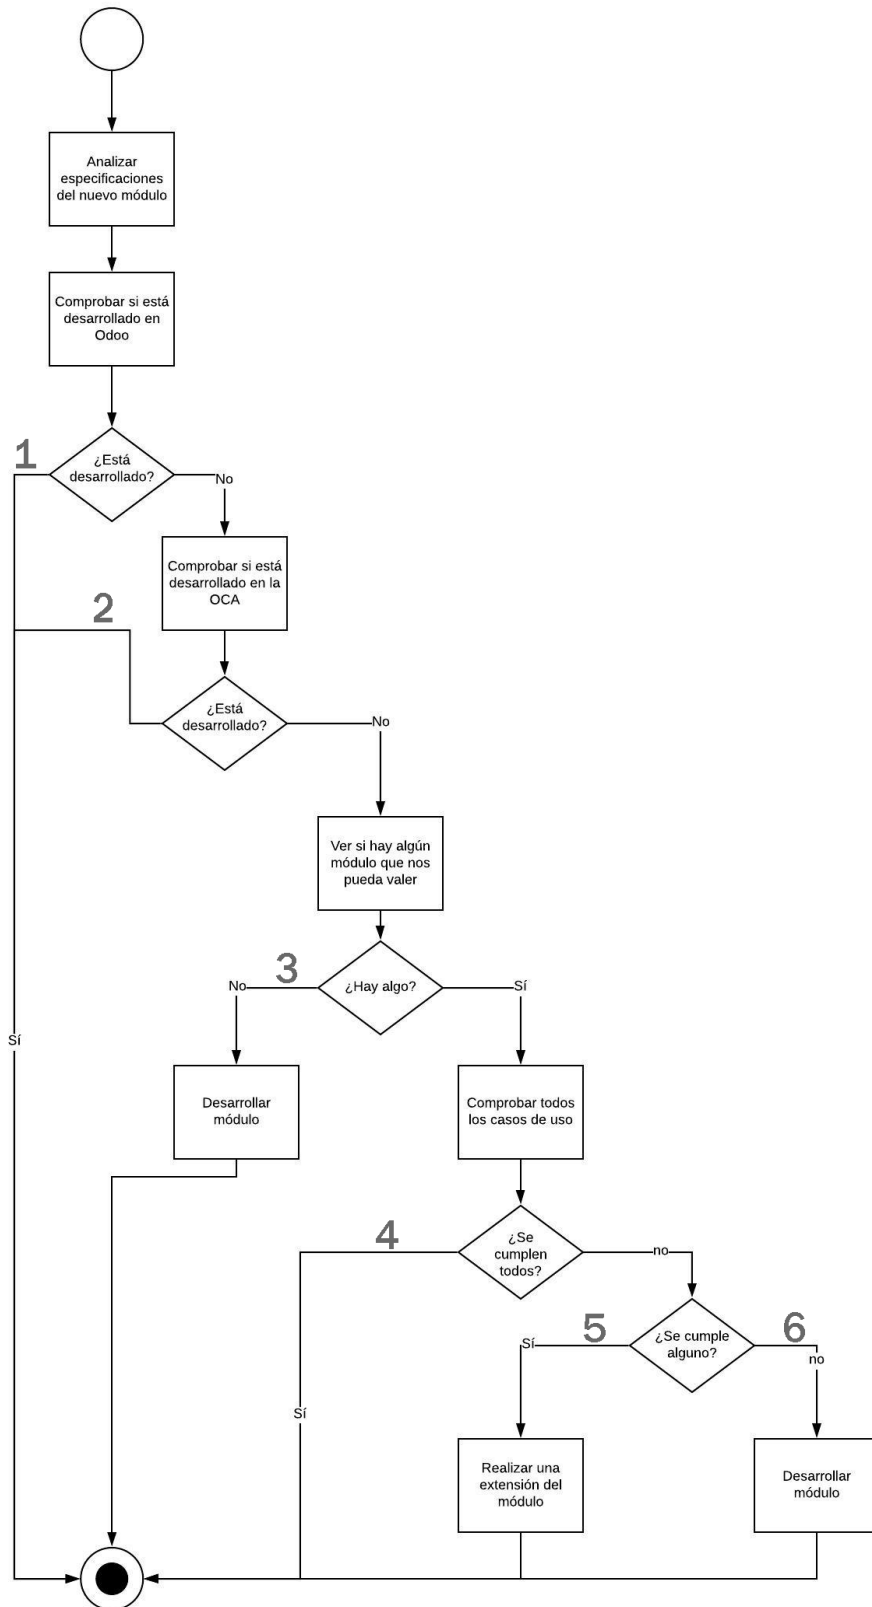 Analizar
especificaciones
del nuevo módulo
Comprobar si está
desarrollado en
Odoo
1
¿Está
desarrollado?
No
Comprobar si está
desarrollado en la
OCA
2
¿Está
desarrollado?
No
Ver si hay algún
módulo que nos
pueda valer
3
No
¿Hay algo?
Sí
Sí
Desarrollar
módulo
Comprobar todos
los casos de uso
4
¿Se
cumplen
todos?
no
5
Sí
¿Se cumple
alguno?
6
no
Sí
Realizar una
extensión del
módulo
Desarrollar
módulo